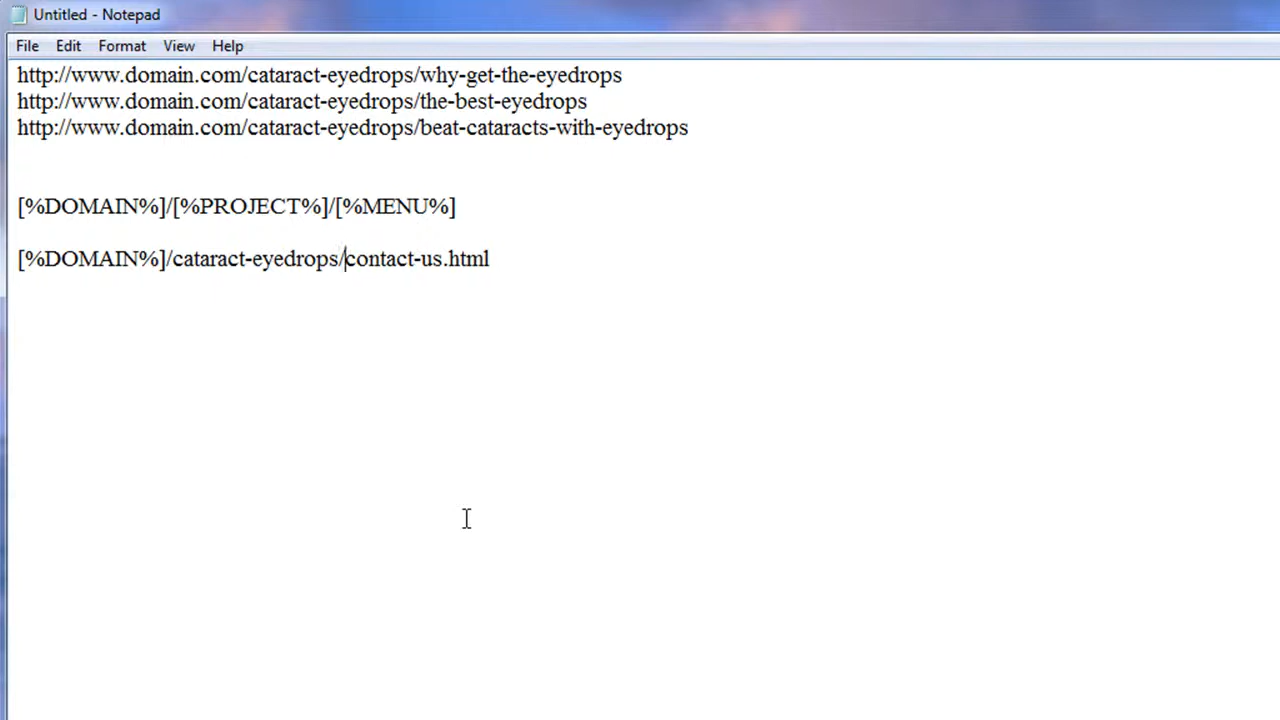 Untitled - Notepad
File Edit Format View Help
http://www.domain.com/cataract-eyedrops/why-get-the-eyedrops
http://www.domain.com/cataract-eyedrops/the-best-eyedrops
http://www.domain.com/cataract-eyedrops/beat-cataracts-with-eyedrops
[%DOMAIN%]/[%PROJECT%]/[%MENU%]
[%DOMAIN%]/cataract-eyedrops/contact-us.html